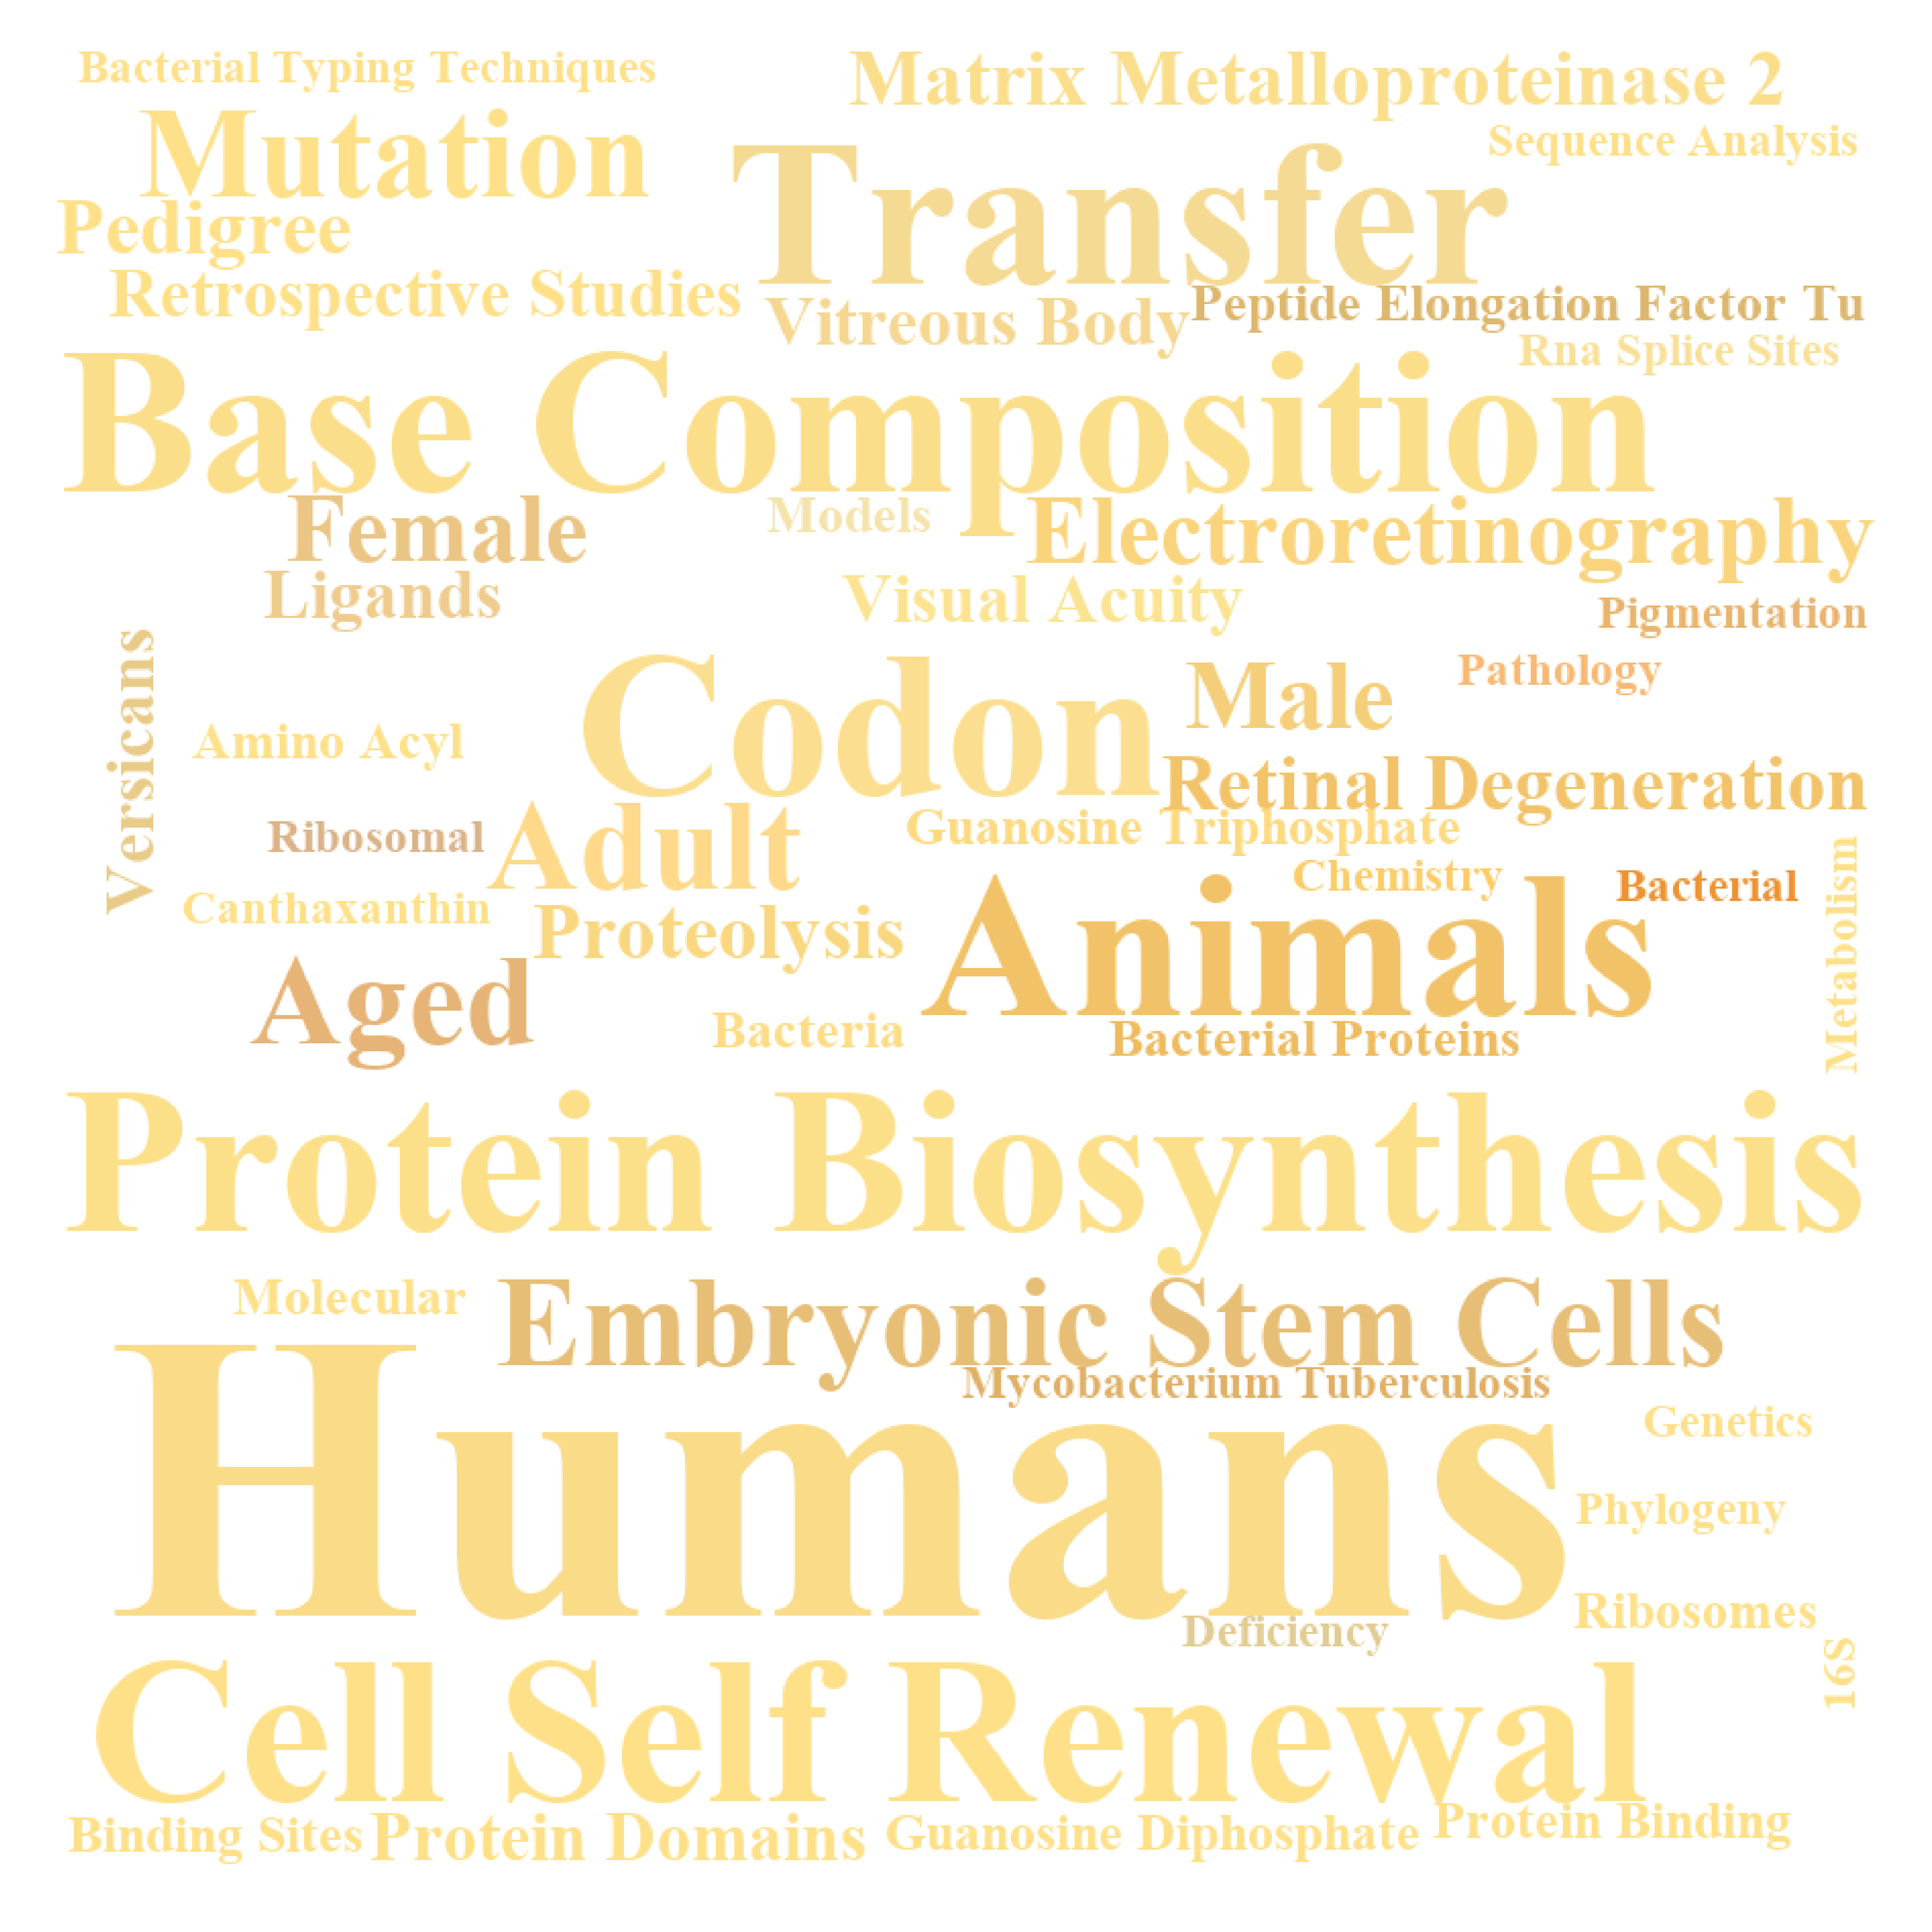 Bacterial Typing Techniques
Matrix Metalloproteinase 2
Mutation
Sequence Analysis
Transfer
Pedigree
Retrospective Studies
Vitreous Body
Peptide Elongation Factor Tu
Rna Splice Sites
Base Composition
Female
Models
Electroretinography
Ligands
Visual Acuity
Pigmentation
Versicans
Codon
Male
Pathology
Amino Acyl
Retinal Degeneration
Ribosomal
Adult
Guanosine Triphosphate
Chemistry
Bacterial
Metabolism
Canthaxanthin
Proteolysis
Animals
Aged
Bacteria
Bacterial Proteins
Protein Biosynthesis
Molecular
Embryonic Stem Cells
Mycobacterium Tuberculosis
Humans
Genetics
Phylogeny
Ribosomes
Deficiency
16S
Cell Self Renewal
Binding Sites
Protein Domains
Guanosine Diphosphate
Protein Binding